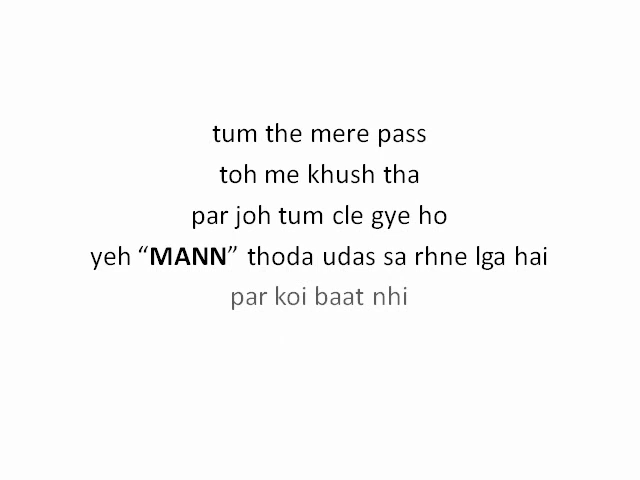 tum the mere pass
toh me khush tha
par joh tum cle gye ho
yeh “MANN” thoda udas sa rhne lga hai
par koi baat nhi